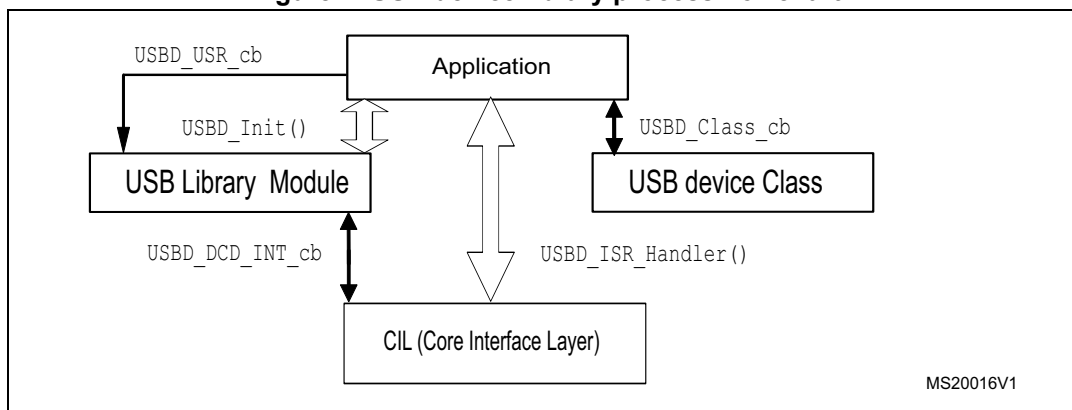 USBD_USR_cb
Application
USBD_Init()
USBD_Class_cb
USB Library Module
USB device Class
USBD_DCD_INT_cb
USBD_ISR_Handler()
CIL (Core Interface Layer)
MS20016V1